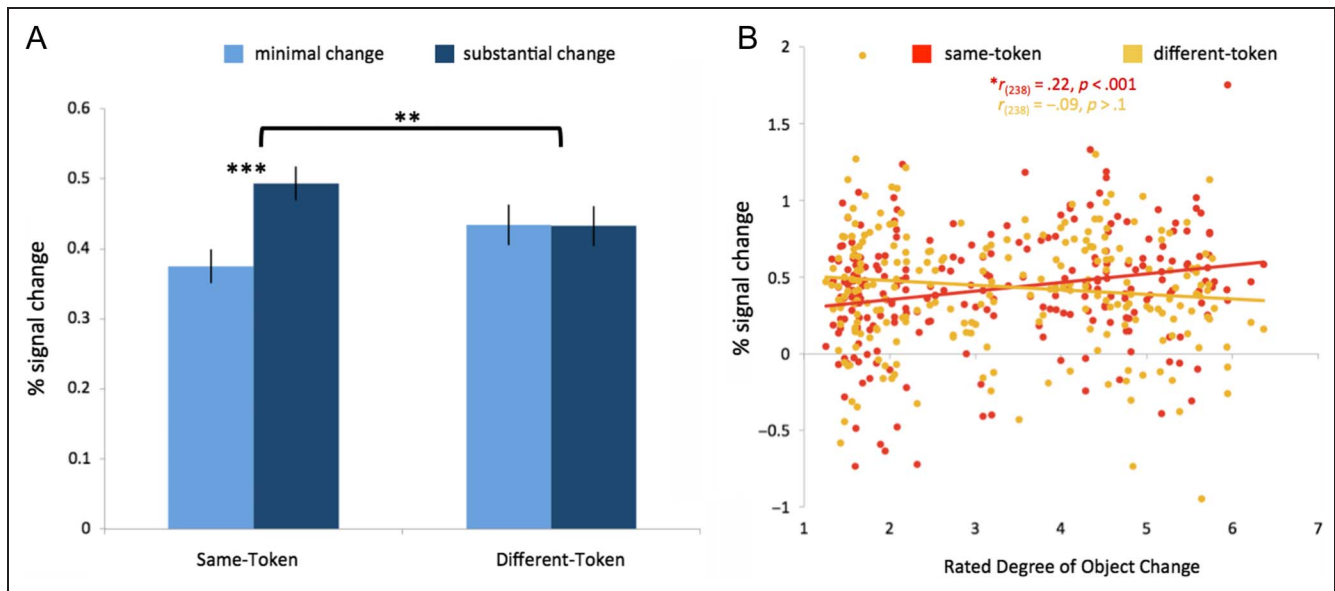 A
minimal change substantial change
% signal change
0.6
0.5
0.4
0.3
0.2
0.1
0
***
**
Same-Token Different-Token
B
same-token different-token
*r(238) = .22, p < .001
r(238) = –.09, p > .1
% signal change
2
1.5
1
0.5
0
–0.5
–1
1 2 3 4 5 6 7
Rated Degree of Object Change